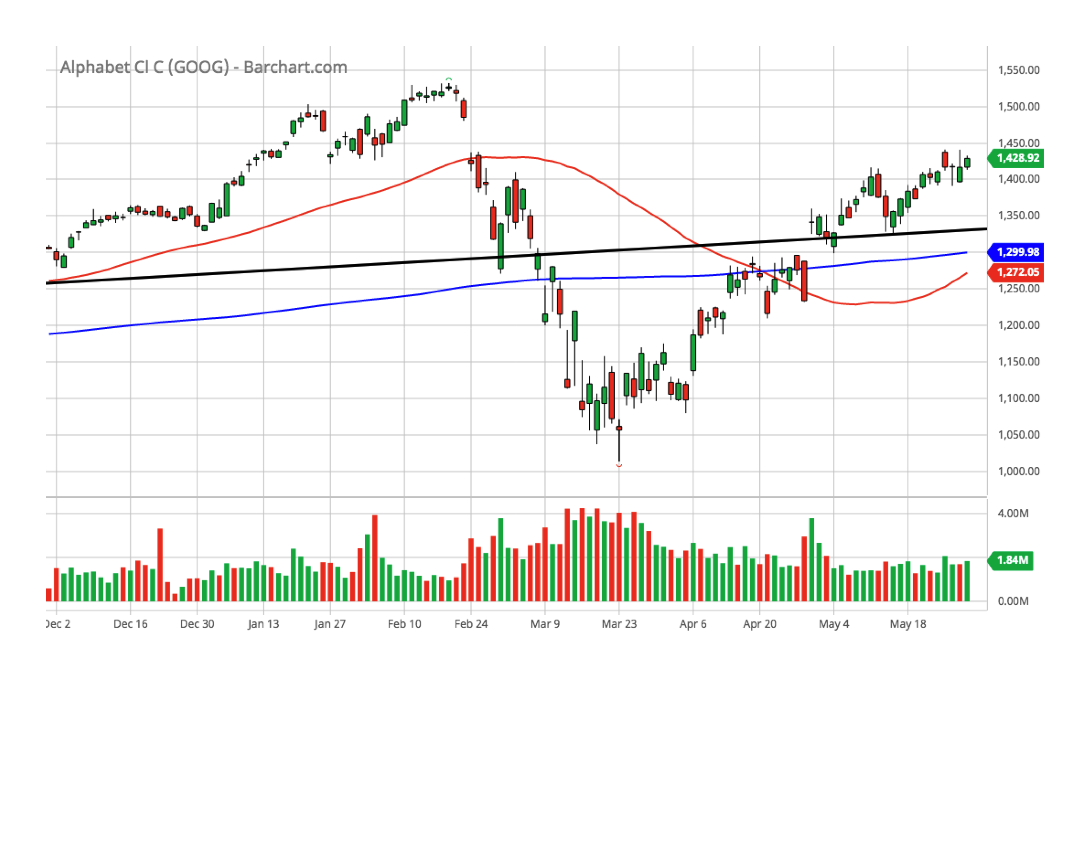 Alphabet Cl C (GOOG) - Barchart.com
1,550.00
1,500.00
1,450.00
1,428.92
1,400.00
1,350.00
1,299.98
1,272.05
1,250.00
1,200.00
1,150.00
1,100.00
1,050.00
1,000.00
4.00M
1.84M
0.00M
Dec 2 Dec 16 Dec 30 Jan 13 Jan 27 Feb 10 Feb 24 Mar 9 Mar 23 Apr 6 Apr 20 May 4 May 18